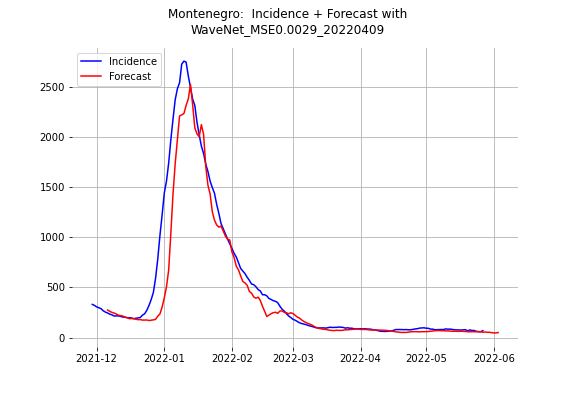 Montenegro:  Incidence + Forecast with
WaveNet_MSE0.0029_20220409
Incidence
Forecast
2500
2000
1500
1000
500
0
2021-12 2022-01 2022-02 2022-03 2022-04 2022-05 2022-06